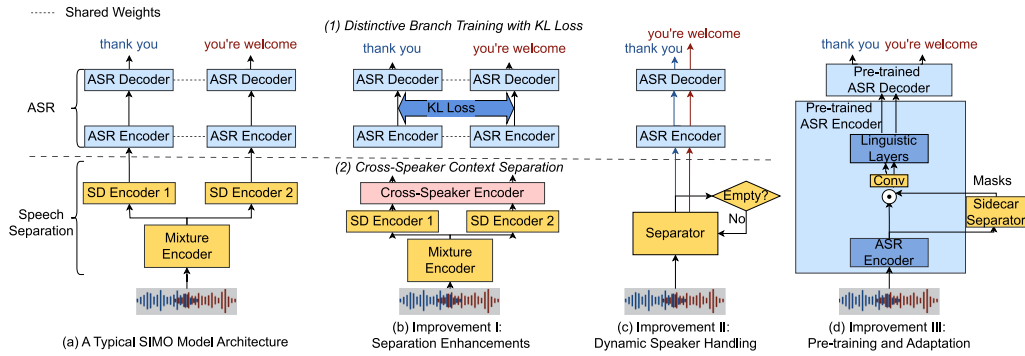 Shared Weights
(1) Distinctive Branch Training with KL Loss
thank you
you're welcome
ASR Decoder
ASR Decoder
ASR
ASR Encoder
ASR Encoder
SD Encoder 1
SD Encoder 2
Speech
Separation
Mixture
Encoder
(a) A Typical SIMO Model Architecture
thank you
you're welcome
ASR Decoder
ASR Decoder
KL Loss
ASR Encoder
ASR Encoder
(2) Cross-Speaker Context Separation
Cross-Speaker Encoder
SD Encoder 1
SD Encoder 2
Mixture
Encoder
(b) Improvement I:
Separation Enhancements
you're welcome
thank you
ASR Decoder
ASR Encoder
Empty?
No
Separator
(c) Improvement II:
Dynamic Speaker Handling
thank you
you're welcome
Pre-trained
ASR Decoder
Pre-trained
ASR Encoder
Linguistic
Layers
Conv
Masks
Sidecar
Separator
ASR
Encoder
(d) Improvement III:
Pre-training and Adaptation